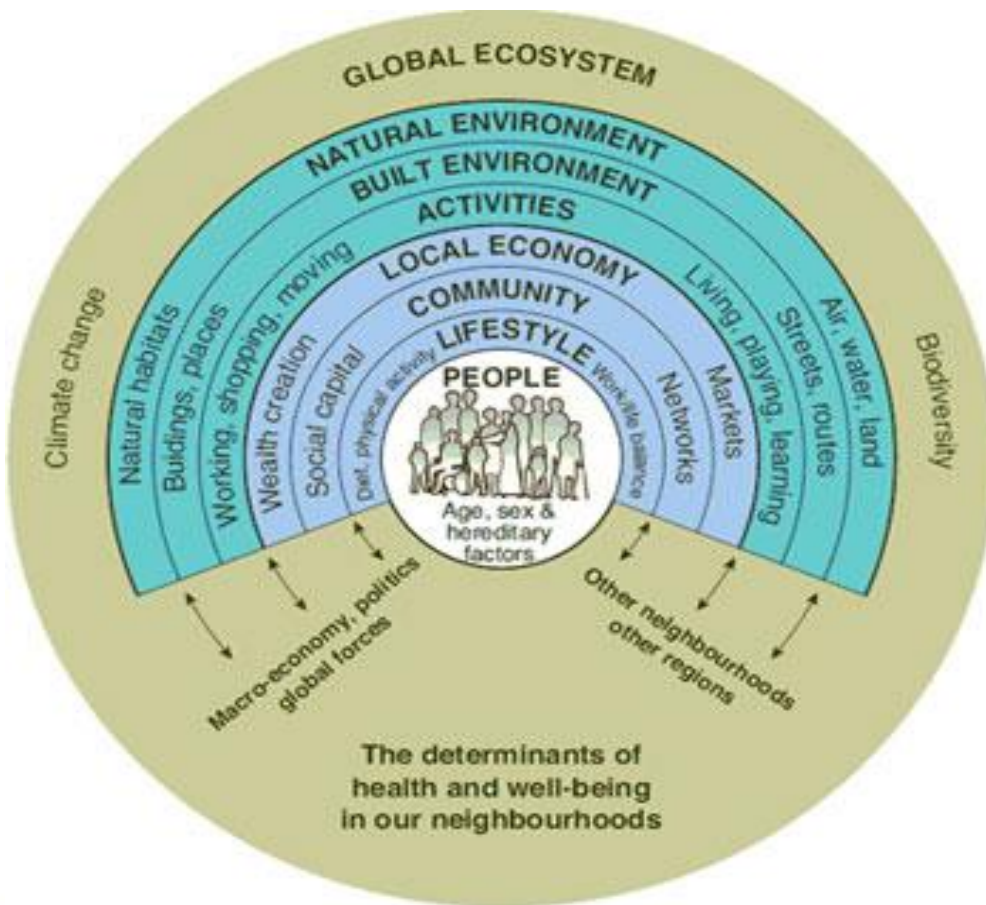 GLOBAL ECOSYSTEM
NATURAL ENVIRONMENT
BUILT ENVIRONMENT
ACTIVITIES
LOCAL ECONOMY
COMMUNITY
LIFESTYLE
PEOPLE
Age, sex &
hereditary
factors
Climate change
Natural habitats
Buidings, places
Working, shopping, moving
Wealth creation
Social capital
Diet, physical activity
Work/life balance
Networks
Markets
Living, playing, learning
Streets, routes
Air, water, land
Biodiversity
Macro-economy, politics
global forces
Other neighbourhoods
other regions
The determinants of
health and well-being
in our neighbourhoods